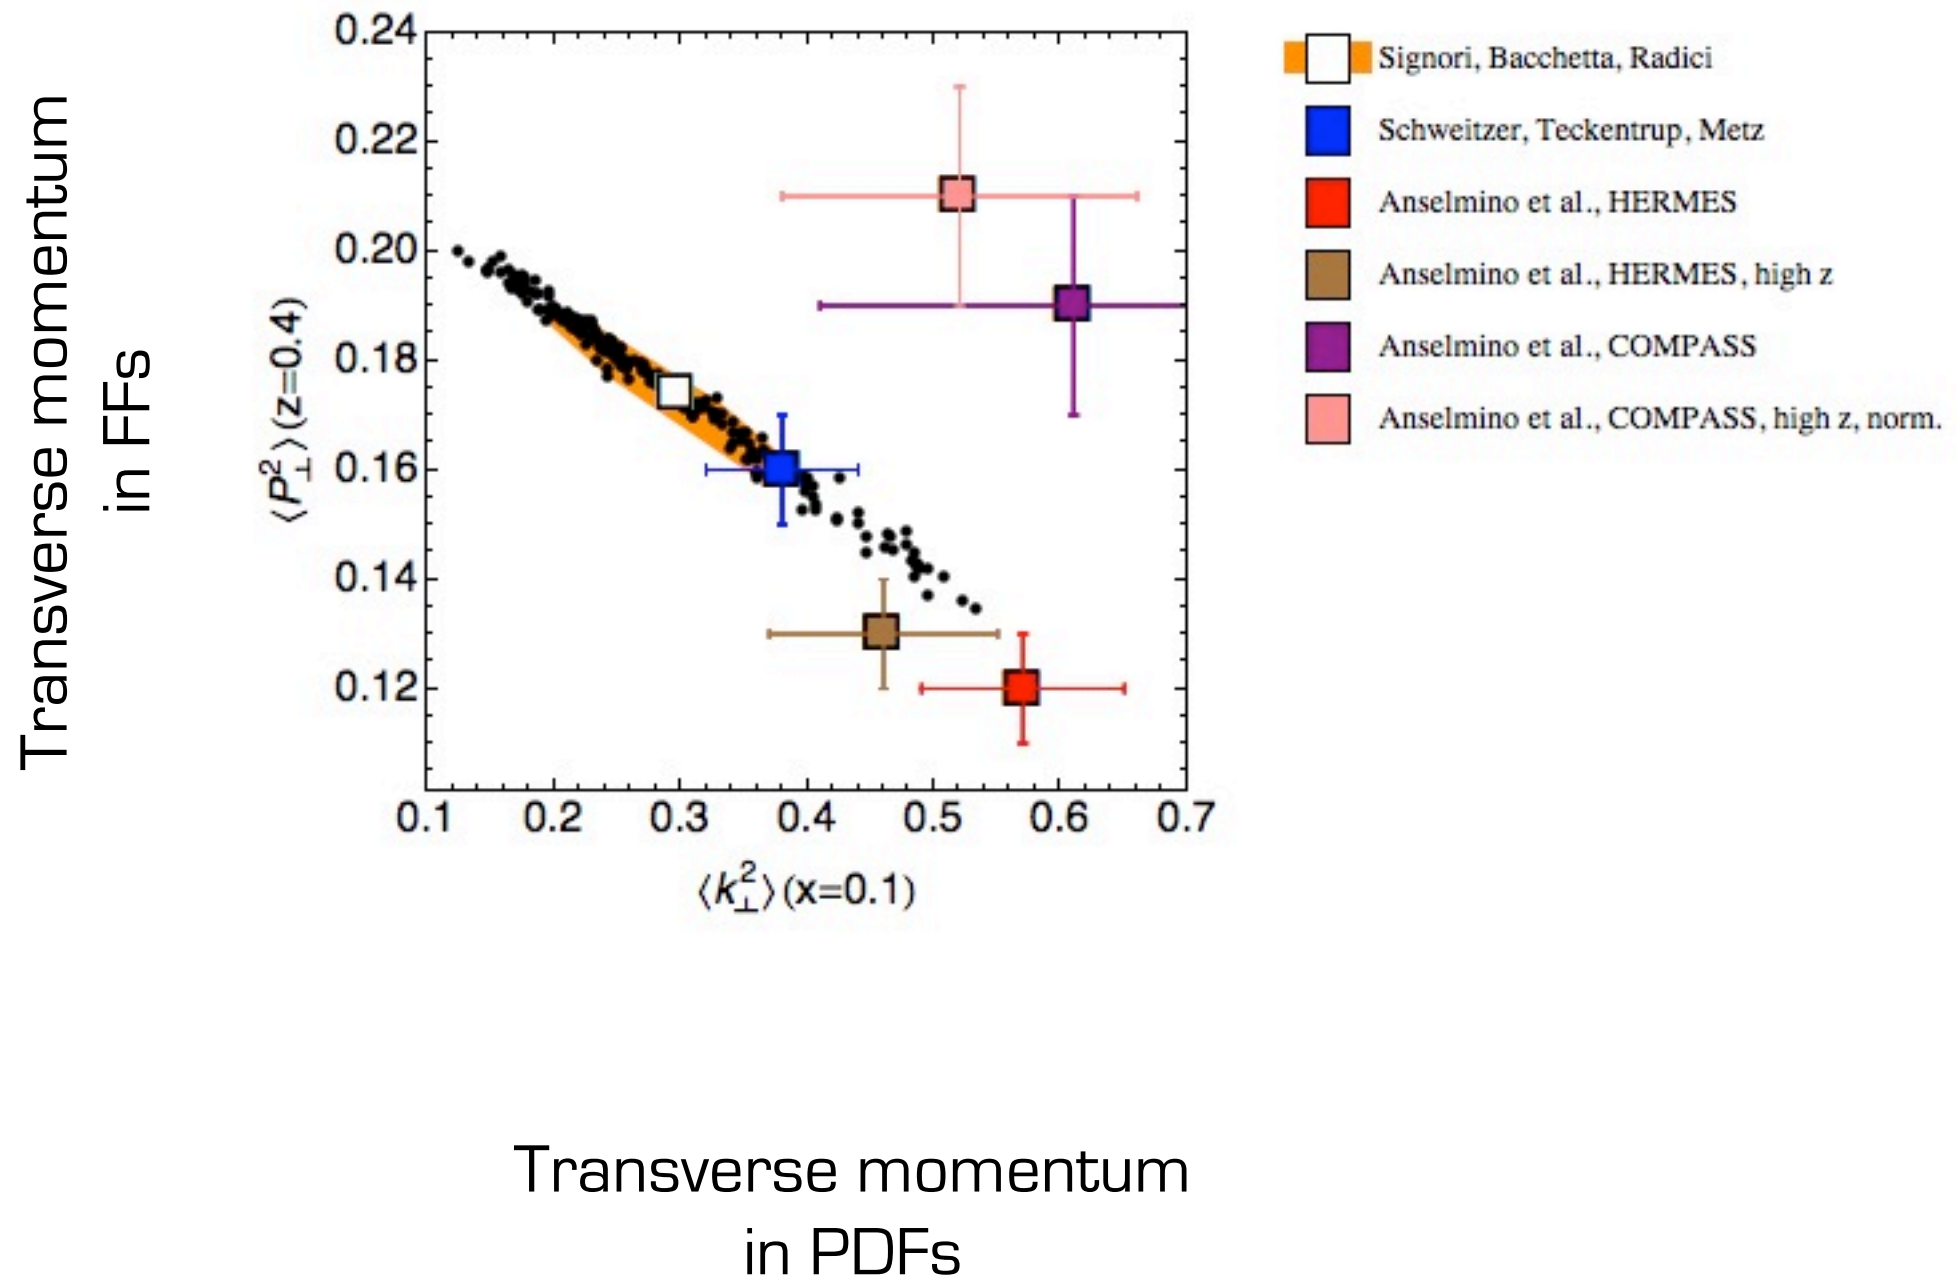 Transverse momentum
in FFs
⟨P²⊥⟩(z=0.4)
0.24
0.22
0.20
0.18
0.16
0.14
0.12
0.1 0.2 0.3 0.4 0.5 0.6 0.7
⟨k²⊥⟩(x=0.1)
Signori, Bacchetta, Radici
Schweitzer, Teckentrup, Metz
Anselmino et al., HERMES
Anselmino et al., HERMES, high z
Anselmino et al., COMPASS
Anselmino et al., COMPASS, high z, norm.
Transverse momentum
in PDFs